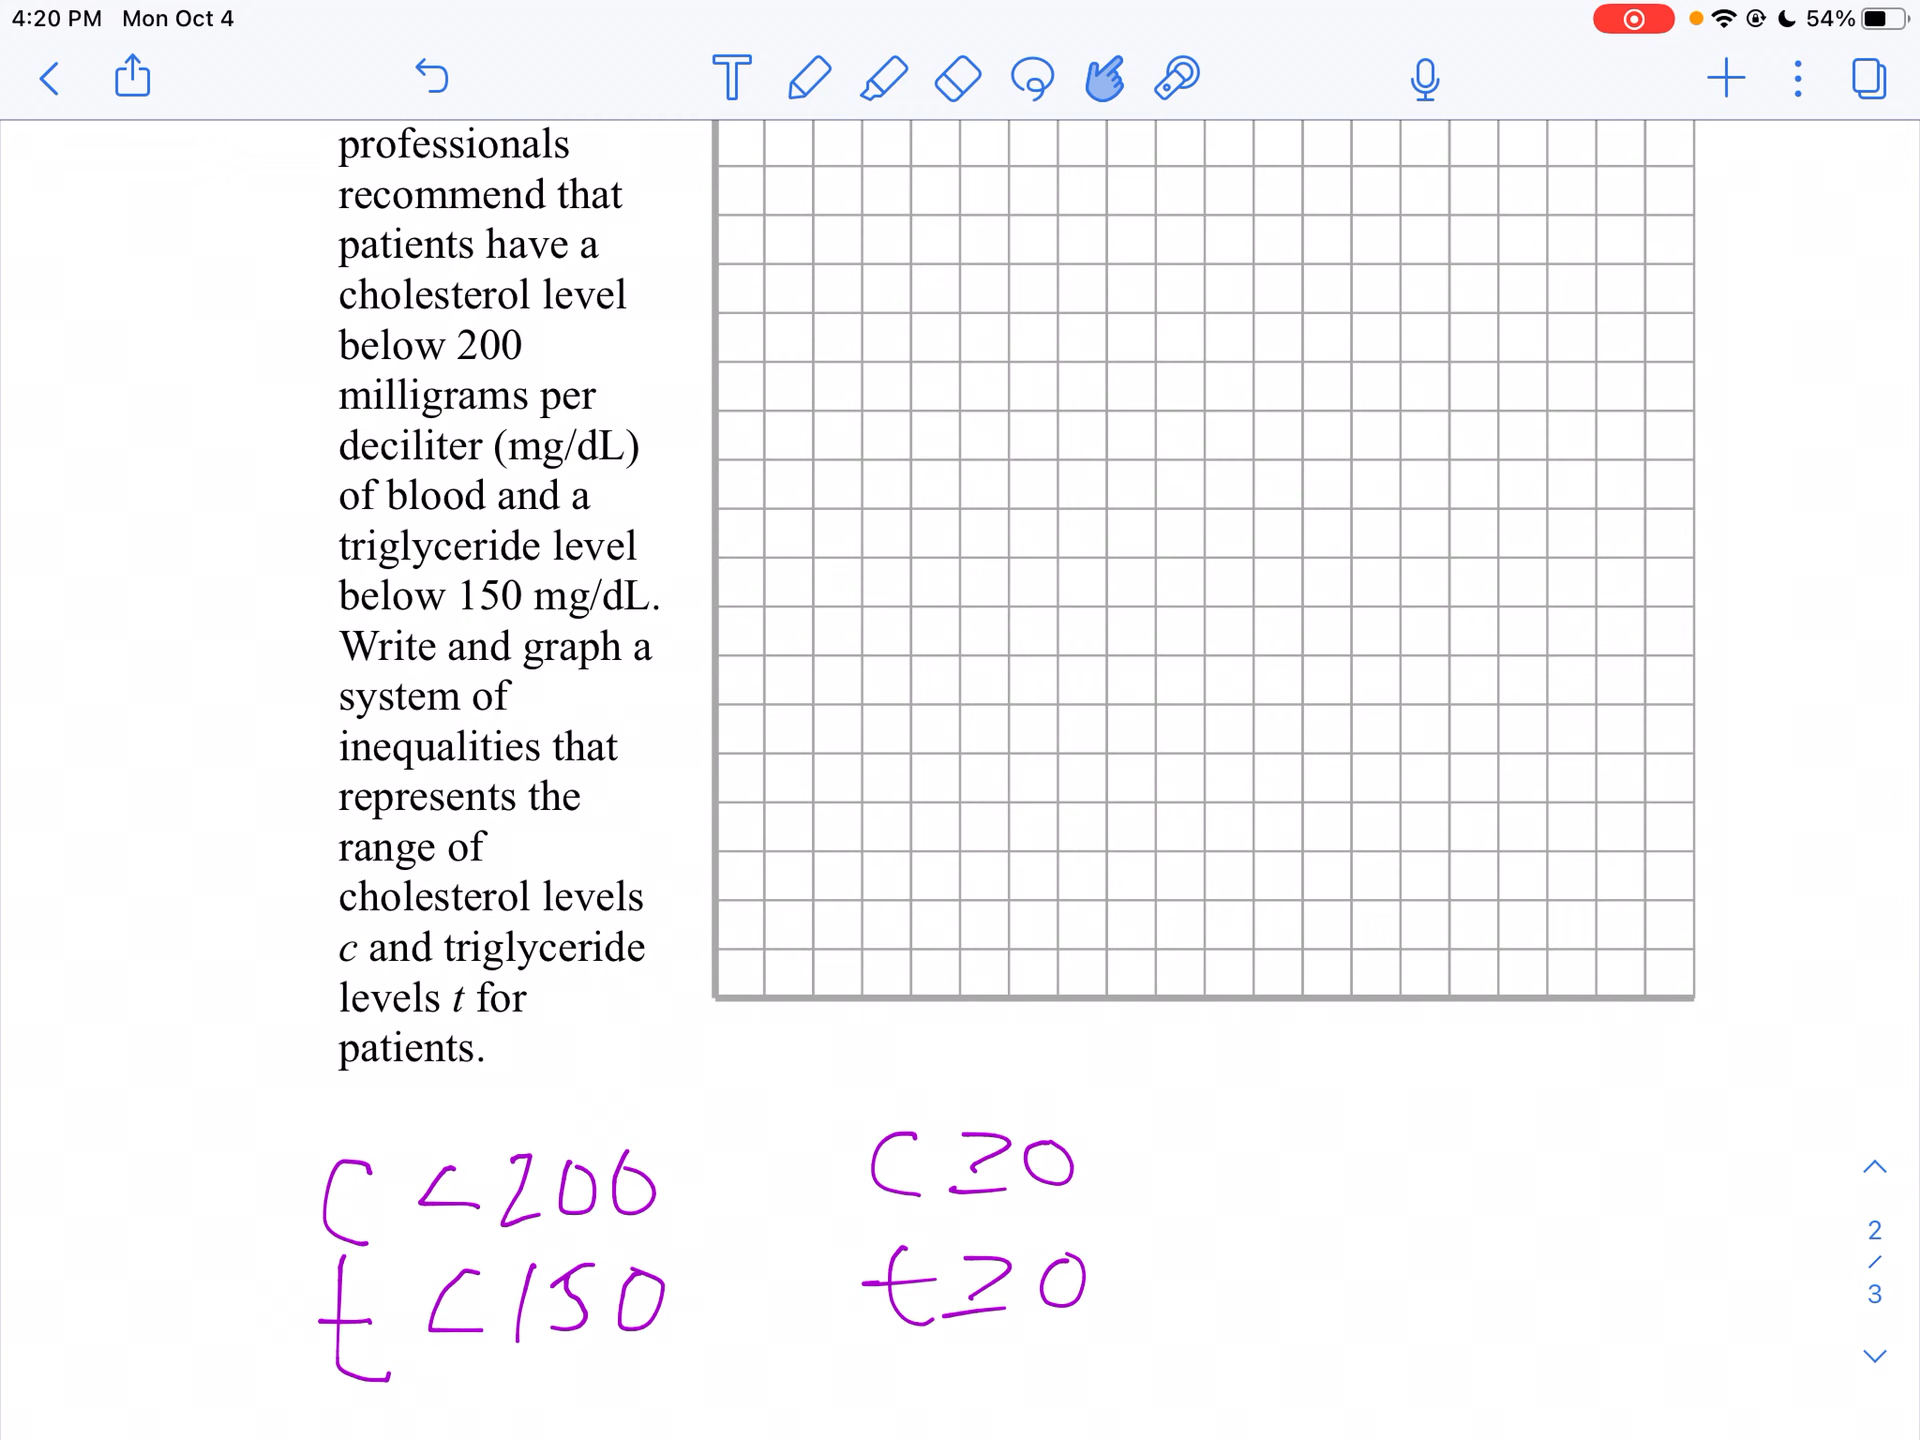 4:20 PM Mon Oct 4 54%
T
professionals
recommend that
patients have a
cholesterol level
below 200
milligrams per
deciliter (mg/dL)
of blood and a
triglyceride level
below 150 mg/dL.
Write and graph a
system of
inequalities that
represents the
range of
cholesterol levels
c and triglyceride
levels t for
patients.
c < 200 c ≥ 0
t < 150 t ≥ 0
2
/
3